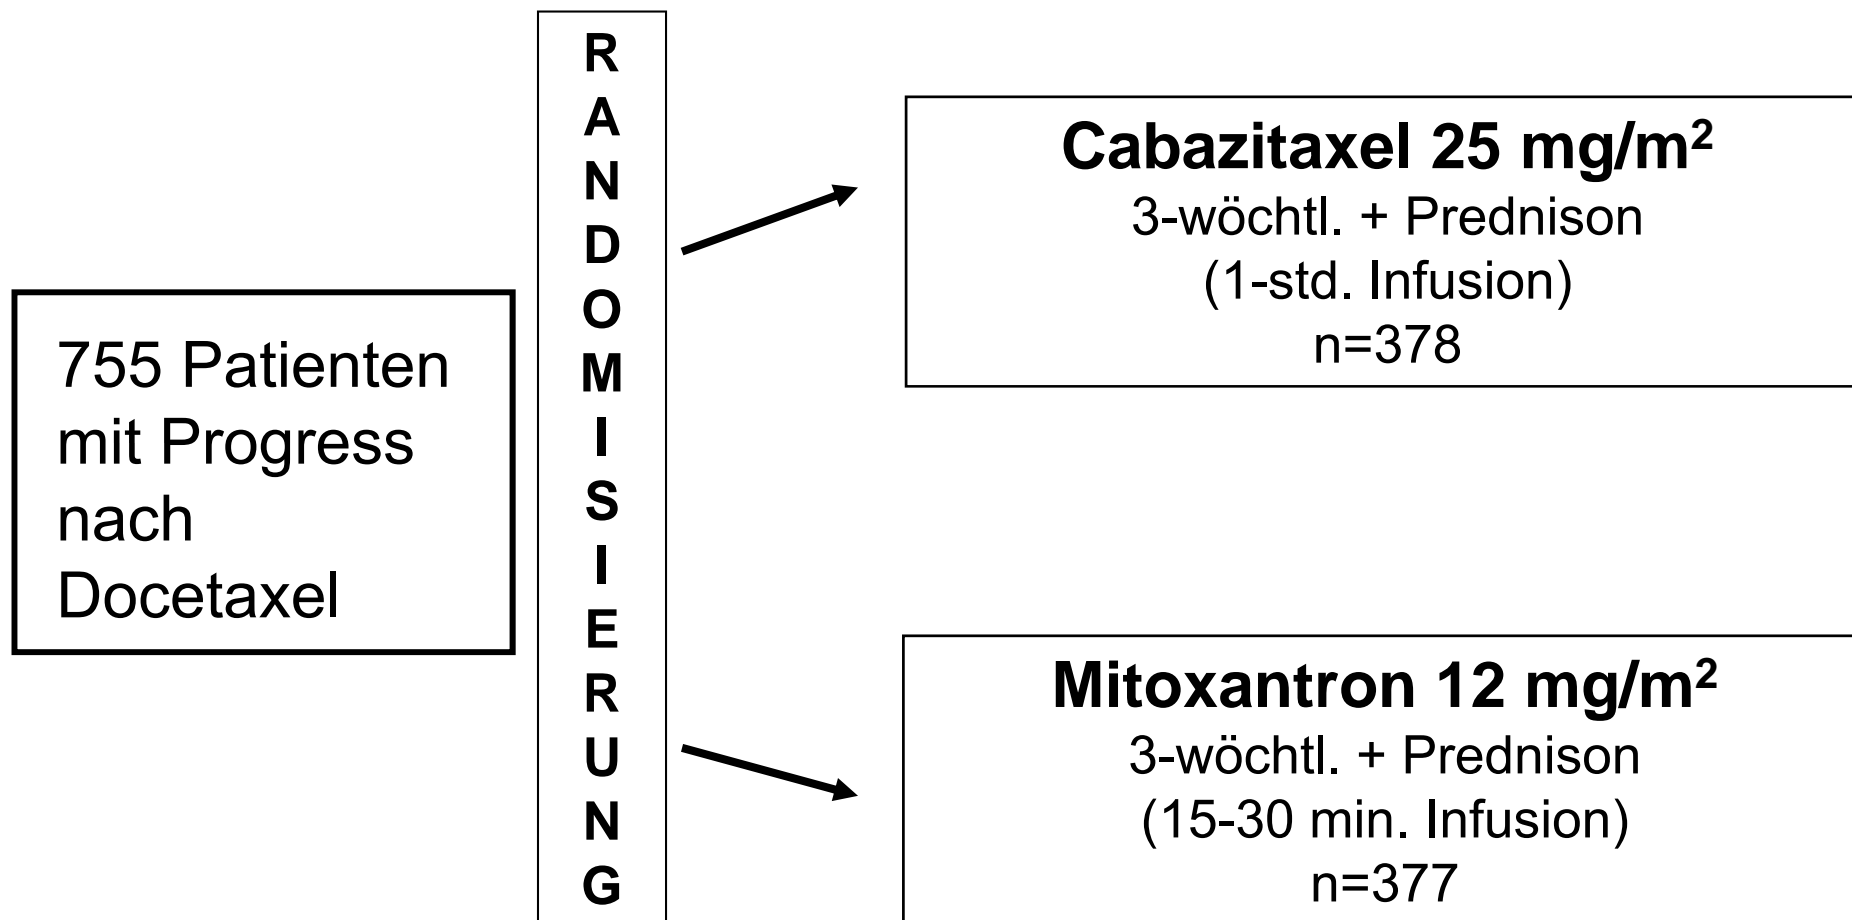 755 Patienten
mit Progress
nach
Docetaxel
R
A
N
D
O
M
I
S
I
E
R
U
N
G
Cabazitaxel 25 mg/m²
3-wöchtl. + Prednison
(1-std. Infusion)
n=378
Mitoxantron 12 mg/m²
3-wöchtl. + Prednison
(15-30 min. Infusion)
n=377